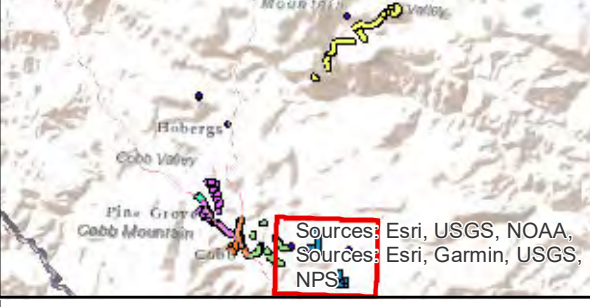 Mountain
Valley
Hobergs
Cobb Valley
Pine Grove
Cobb Mountain
Cobb
Sources: Esri, USGS, NOAA,
Sources: Esri, Garmin, USGS,
NPS